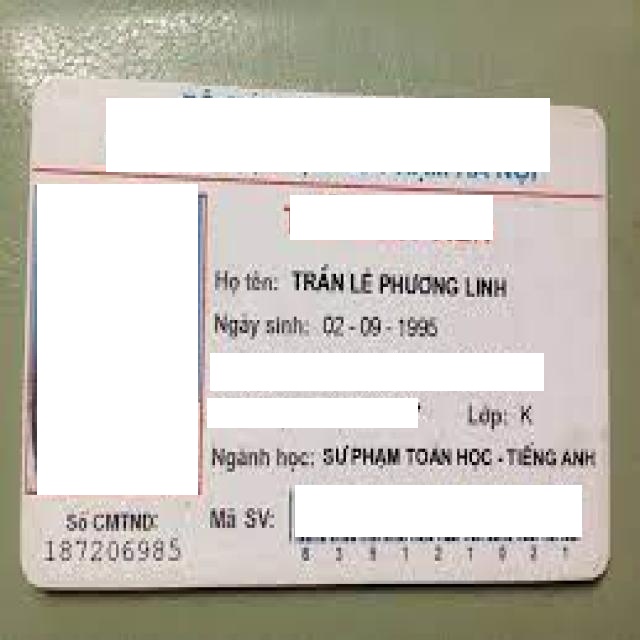 Họ tên: TRẦN LÊ PHƯƠNG LINH
Ngày sinh: 02 - 09 - 1995
Lớp: K
Ngành học: SƯ PHẠM TOÁN HỌC - TIẾNG ANH
Số CMTND:
187206985
Mã SV: